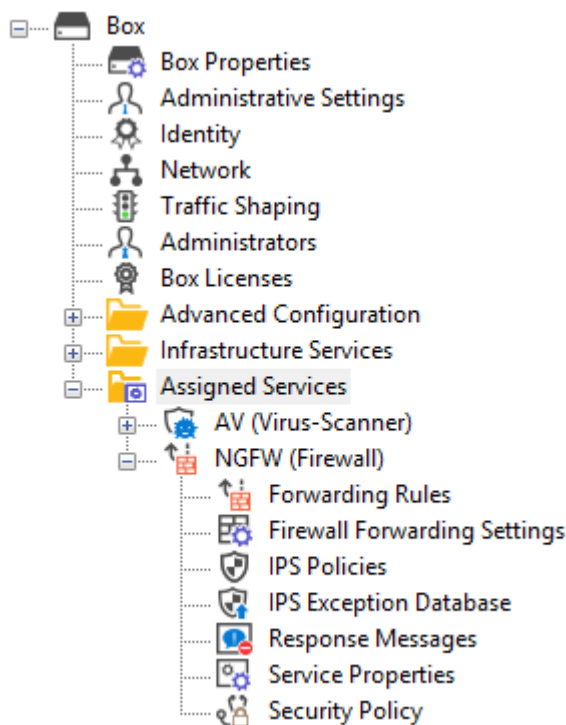 Box
Box Properties
Administrative Settings
Identity
Network
Traffic Shaping
Administrators
Box Licenses
Advanced Configuration
Infrastructure Services
Assigned Services
AV (Virus-Scanner)
NGFW (Firewall)
Forwarding Rules
Firewall Forwarding Settings
IPS Policies
IPS Exception Database
Response Messages
Service Properties
Security Policy